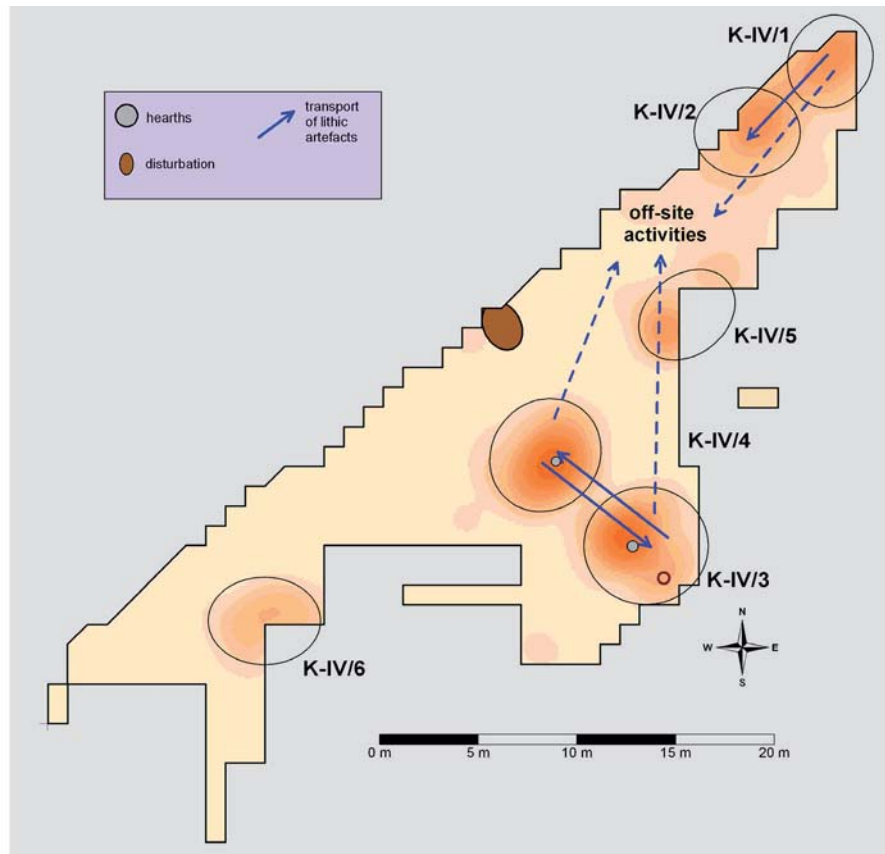 K-IV/1
hearths
transport
of lithic
artefacts
disturbation
K-IV/2
off-site
activities
K-IV/5
K-IV/4
K-IV/3
K-IV/6
N
W E
S
0 m 5 m 10 m 15 m 20 m